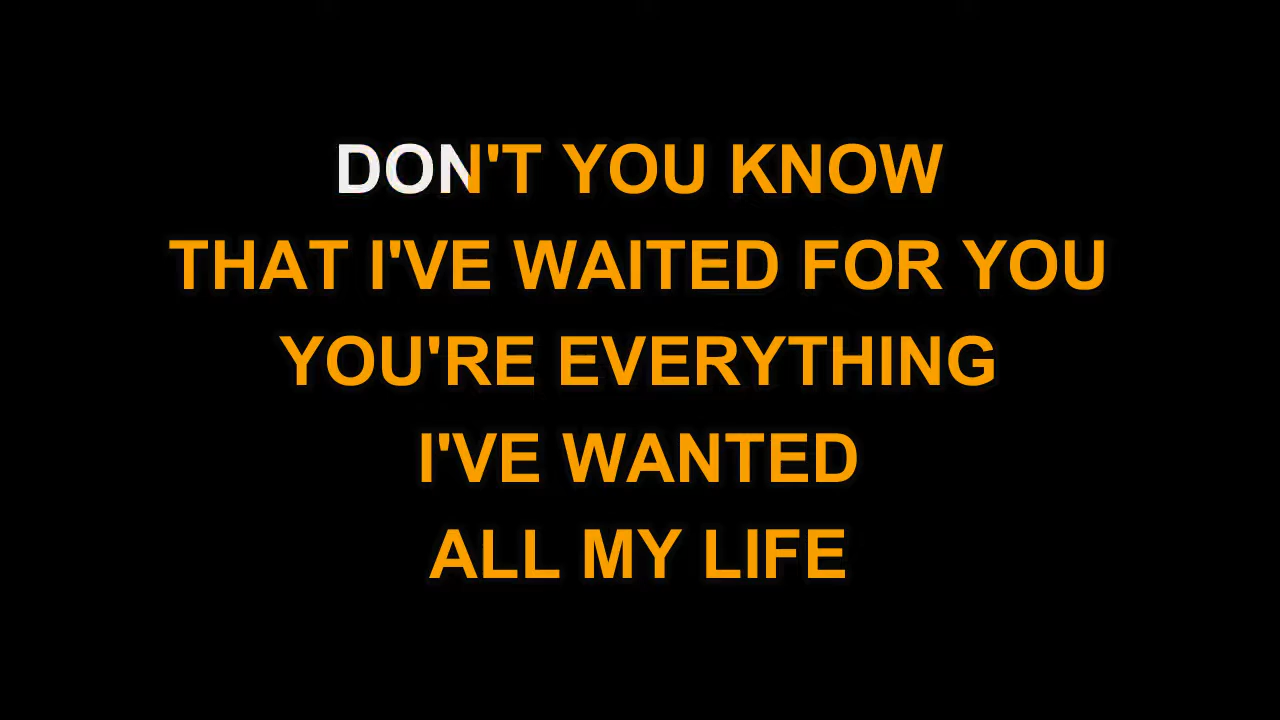 DON'T YOU KNOW
THAT I'VE WAITED FOR YOU
YOU'RE EVERYTHING
I'VE WANTED
ALL MY LIFE